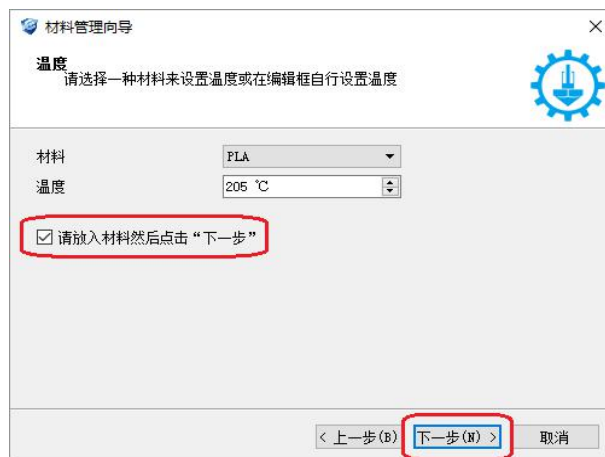 材料管理向导
温度
请选择一种材料来设置温度或在编辑框自行设置温度
材料 PLA
温度 205 ℃
请放入材料然后点击“下一步”
< 上一步(B) 下一步(N) > 取消